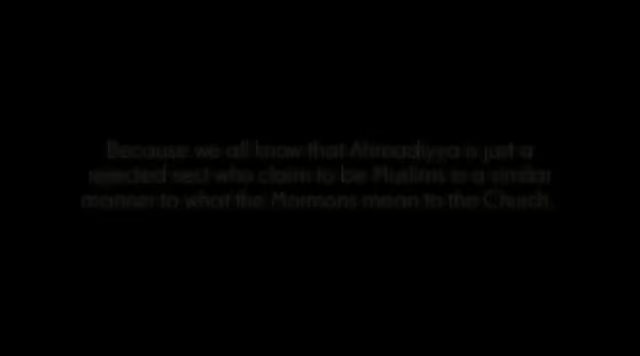 Because we all know that Ahmadiyya is just a
rejected sect who claim to be Muslims in a similar
manner to what the Mormons mean to the Church.